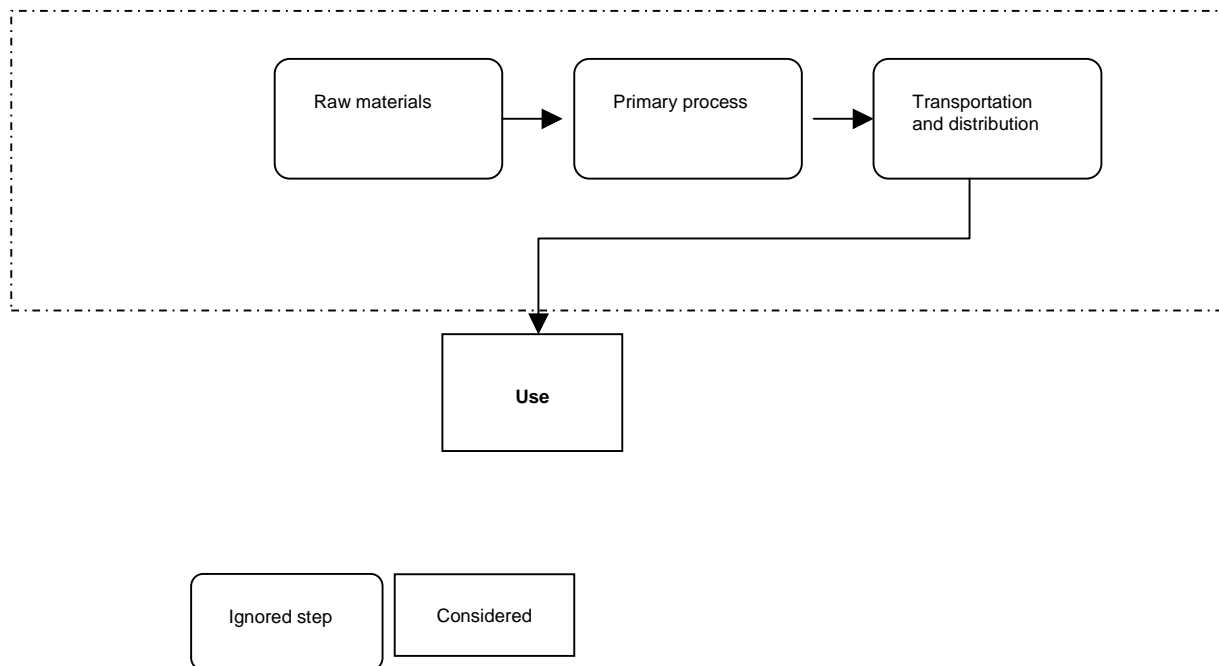 Raw materials
Primary process
Transportation
and distribution
Use
Ignored step
Considered